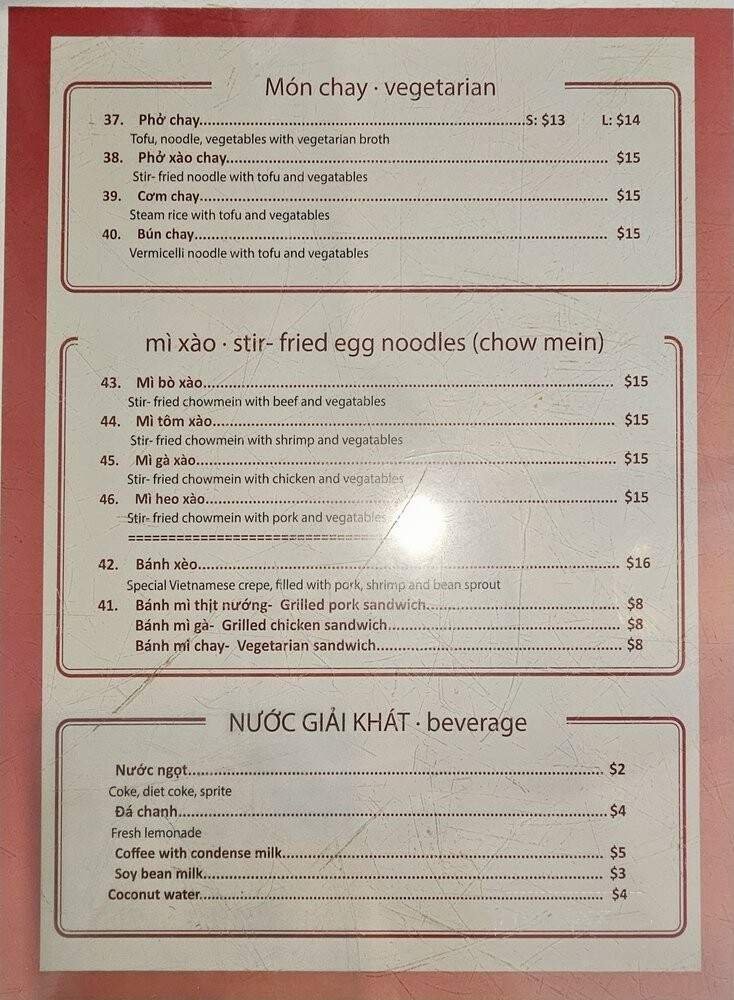 Món chay · vegetarian
37. Phở chay..........S: $13 L: $14
Tofu, noodle, vegetables with vegetarian broth
38. Phở xào chay.......... $15
Stir- fried noodle with tofu and vegatables
39. Cơm chay.......... $15
Steam rice with tofu and vegatables
40. Bún chay.......... $15
Vermicelli noodle with tofu and vegatables
mì xào · stir- fried egg noodles (chow mein)
43. Mì bò xào.......... $15
Stir- fried chowmein with beef and vegatables
44. Mì tôm xào.......... $15
Stir- fried chowmein with shrimp and vegatables
45. Mì gà xào.......... $15
Stir- fried chowmein with chicken and vegatables
46. Mì heo xào.......... $15
Stir- fried chowmein with pork and vegatables
================================
42. Bánh xèo.......... $16
Special Vietnamese crepe, filled with pork, shrimp and bean sprout
41. Bánh mì thịt nướng- Grilled pork sandwich.......... $8
Bánh mì gà- Grilled chicken sandwich.......... $8
Bánh mì chay- Vegetarian sandwich.......... $8
NƯỚC GIẢI KHÁT · beverage
Nước ngọt.......... $2
Coke, diet coke, sprite
Đá chanh.......... $4
Fresh lemonade
Coffee with condense milk.......... $5
Soy bean milk.......... $3
Coconut water.......... $4